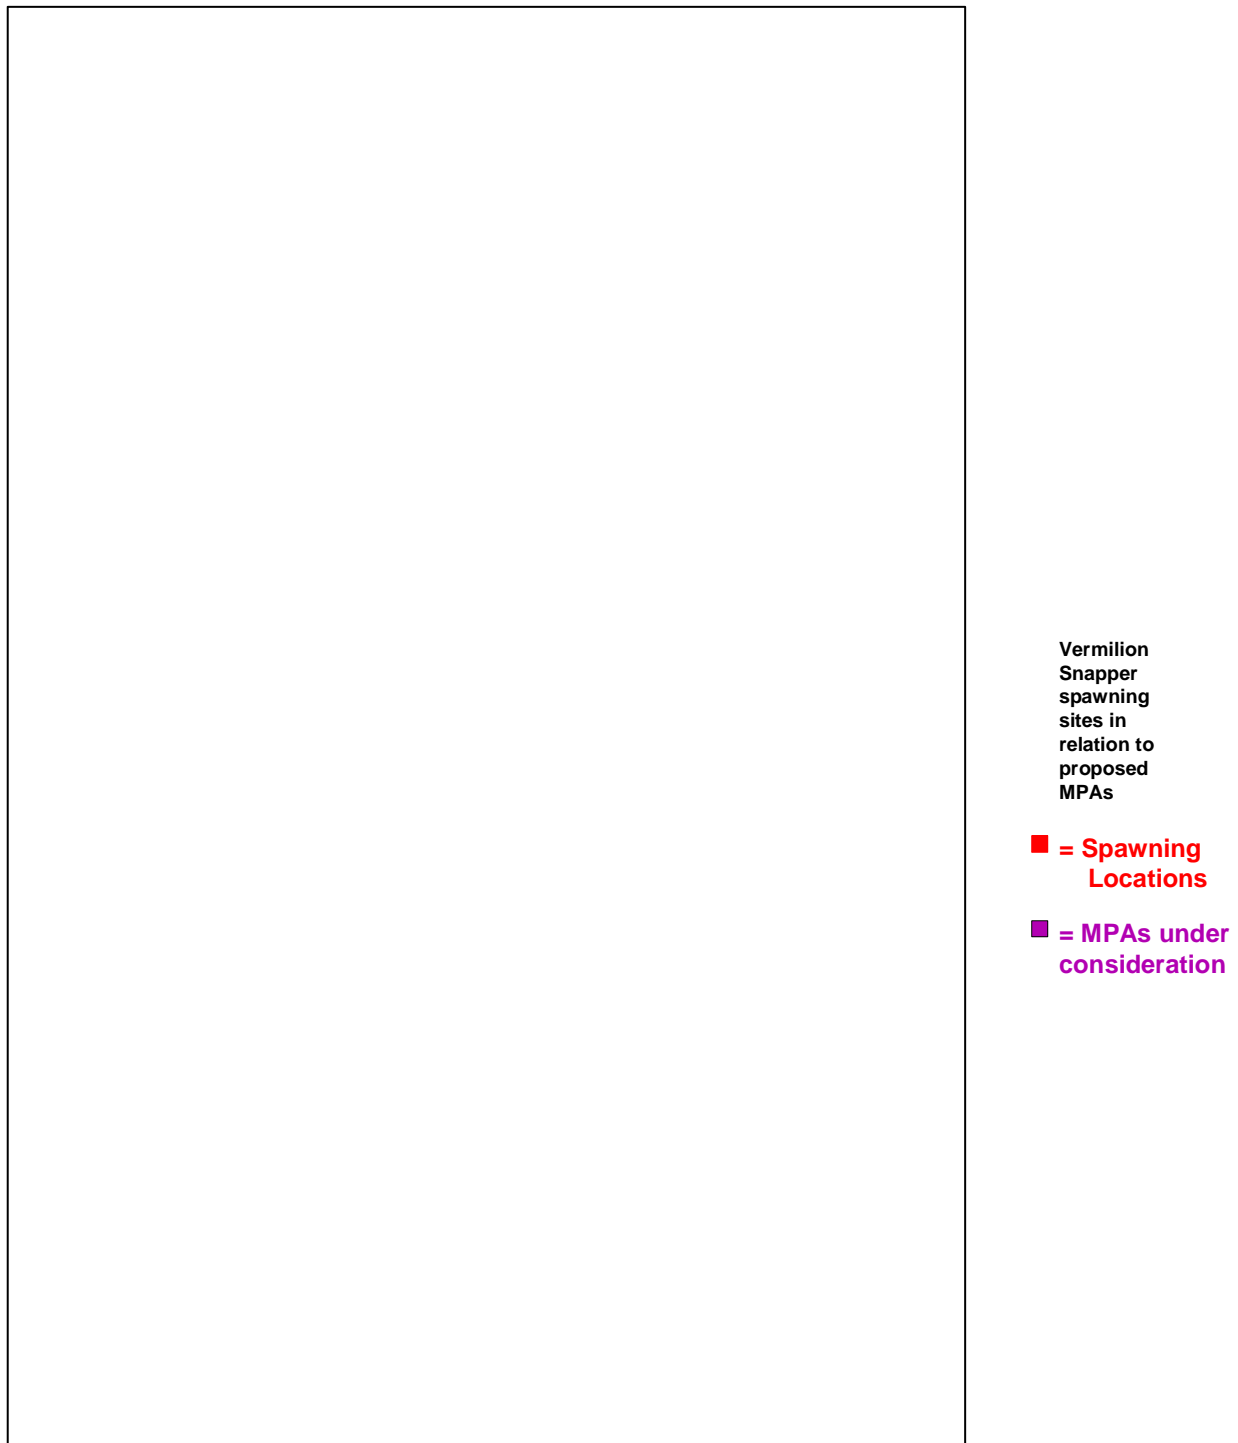 Vermilion
Snapper
spawning
sites in
relation to
proposed
MPAs
= Spawning
Locations
= MPAs under
consideration